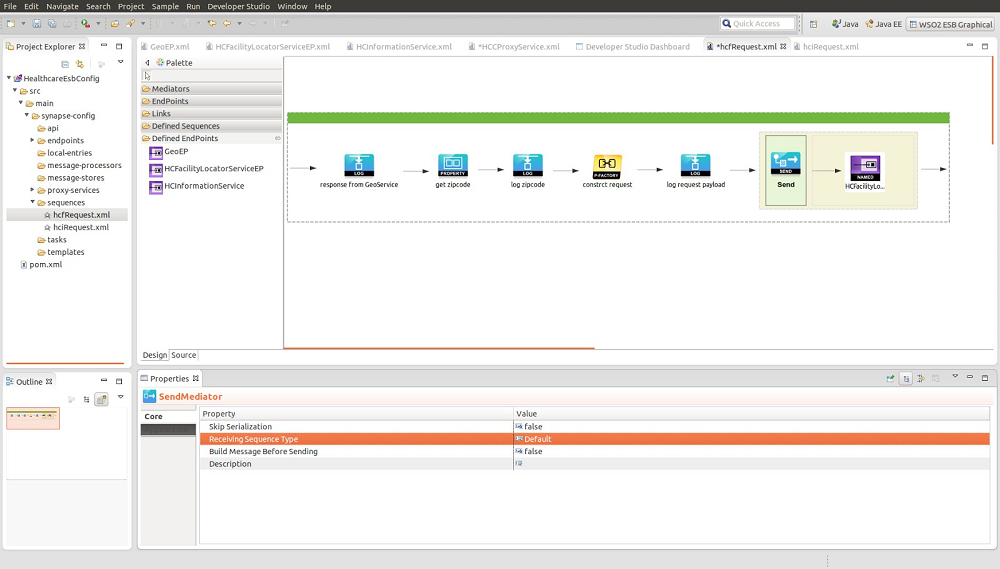 File Edit Navigate Search Project Sample Run Developer Studio Window Help
Quick Access
Java
Java EE
WSO2 ESB Graphical
Project Explorer
HealthcareEsbConfig
src
main
synapse-config
api
endpoints
local-entries
message-processors
message-stores
proxy-services
sequences
hcfRequest.xml
hciRequest.xml
tasks
templates
pom.xml
GeoEP.xml
HCFacilityLocatorServiceEP.xml
HCInformationService.xml
*HCCProxyService.xml
Developer Studio Dashboard
*hcfRequest.xml
hciRequest.xml
Palette
Mediators
EndPoints
Links
Defined Sequences
Defined EndPoints
GeoEP
HCFacilityLocatorServiceEP
HCInformationService
LOG
response from GeoService
PROPERTY
get zipcode
LOG
log zipcode
P-FACTORY
constrct request
LOG
log request payload
SEND
Send
NAMED
HCFacilityLo...
Design
Source
Outline
Properties
SendMediator
Core
Property Value
Skip Serialization false
Receiving Sequence Type Default
Build Message Before Sending false
Description